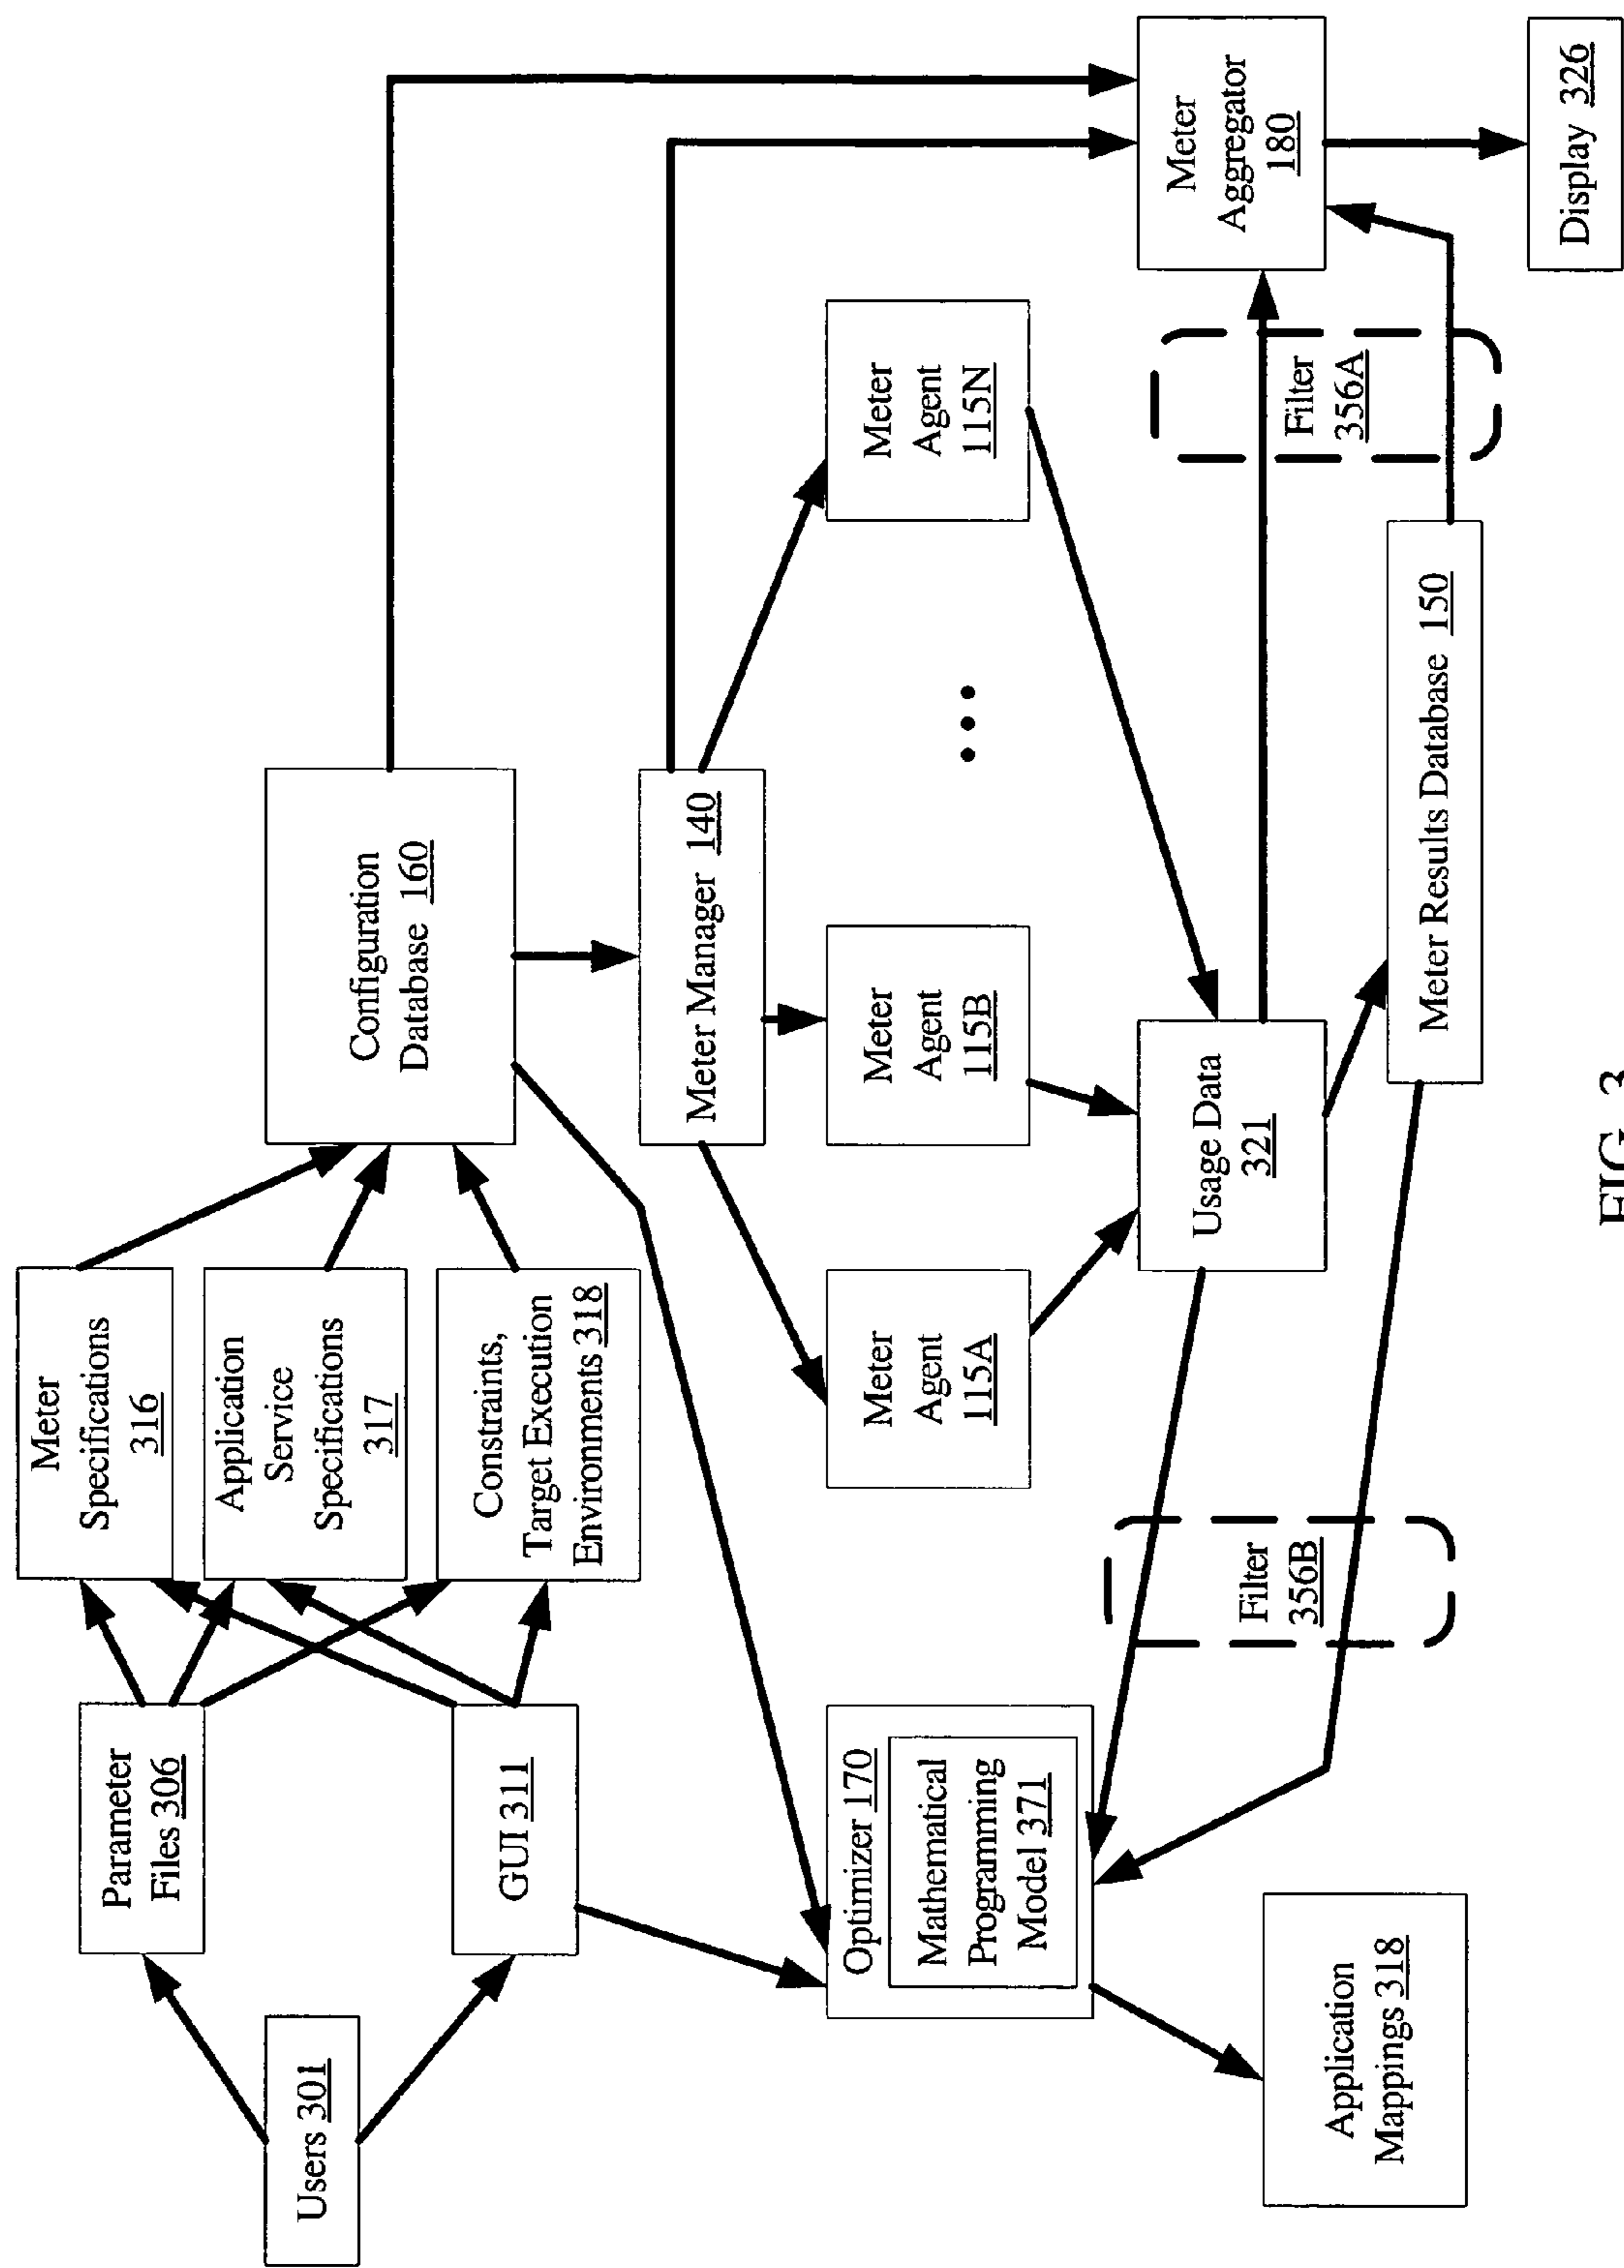 Users 301
Parameter
Files 306
GUI 311
Meter
Specifications
316
Application
Service
Specifications
317
Constraints,
Target Execution
Environments 318
Configuration
Database 160
Meter Manager 140
Meter
Agent
115A
Meter
Agent
115B
• • •
Meter
Agent
115N
Optimizer 170
Mathematical
Programming
Model 371
Application
Mappings 318
Filter
356B
Usage Data
321
Meter Results Database 150
Filter
356A
Meter
Aggregator
180
Display 326
FIG. 3